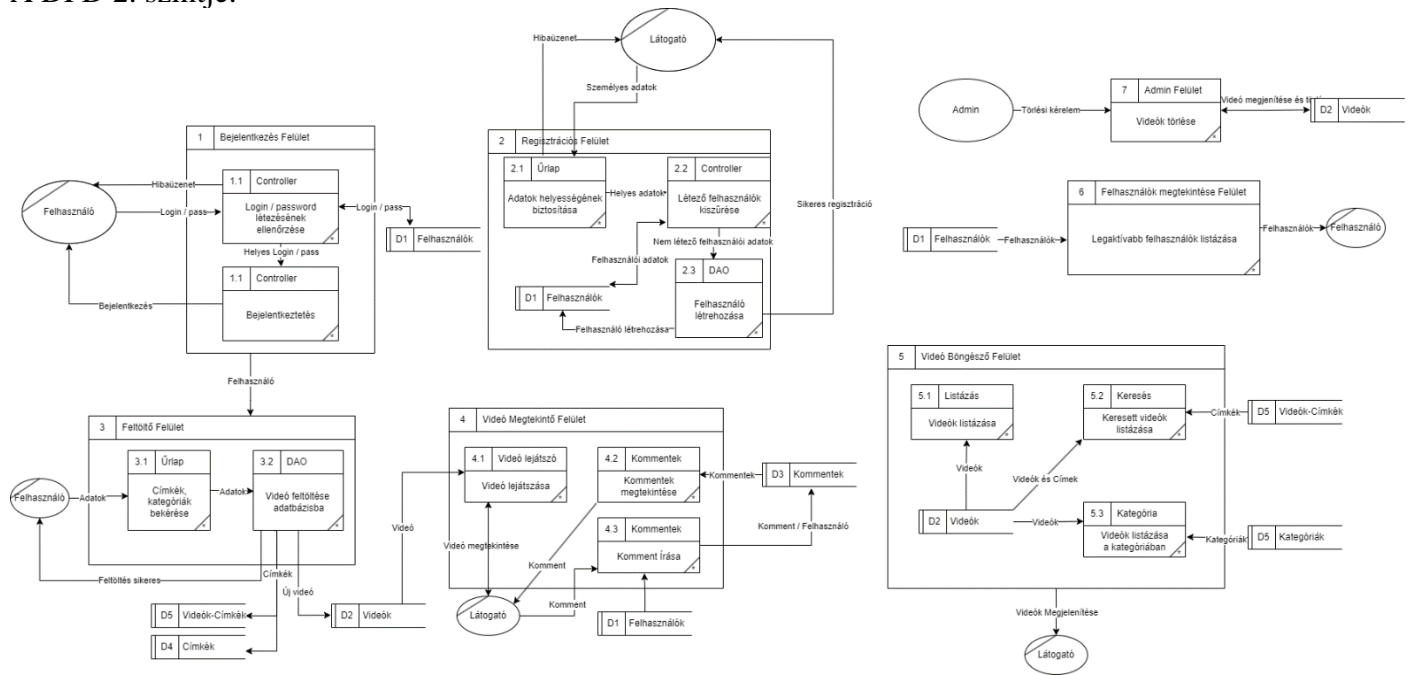 A DFD 2. szintje:
Hibaüzenet
Látogató
Személyes adatok
1 Bejelentkezés Felület
1.1 Controller
Login / password
létezésének
ellenőrzése
Hibaüzenet
Felhasználó
Login / pass
Login / pass
D1 Felhasználók
Helyes Login / pass
1.1 Controller
Bejelentkeztetés
Bejelentkezés
Felhasználó
2 Regisztrációs Felület
2.1 Űrlap
Adatok helyességének
biztosítása
Helyes adatok
2.2 Controller
Létező felhasználók
kiszűrése
Sikeres regisztráció
Nem létező felhasználói adatok
Felhasználói adatok
2.3 DAO
Felhasználó
létrehozása
D1 Felhasználók
Felhasználó létrehozása
Admin
Törlési kérelem
7 Admin Felület
Videók törlése
Videó megjenítése és
D2 Videók
6 Felhasználók megtekintése Felület
Legaktívabb felhasználók listázása
D1 Felhasználók
Felhasználók
Felhasználók
Felhasználó
3 Feltöltő Felület
3.1 Űrlap
Címkék,
kategóriák
bekérése
Felhasználó
Adatok
Adatok
3.2 DAO
Videó feltöltése
adatbázisba
Feltöltés sikeres
Címkék
Új videó
D5 Videók-Címkék
D4 Címkék
D2 Videók
Videó
4 Videó Megtekintő Felület
4.1 Videó lejátszó
Videó lejátszása
4.2 Kommentek
Kommentek
megtekintése
Kommentek
D3 Kommentek
4.3 Kommentek
Komment Írása
Komment / Felhasználó
Videó megtekintése
Komment
Komment
Látogató
D1 Felhasználók
5 Videó Böngésző Felület
5.1 Listázás
Videók listázása
5.2 Keresés
Keresett videók
listázása
Címkék
D5 Videók-Címkék
Videók
Videók és Címek
D2 Videók
Videók
5.3 Kategória
Videók listázása
a kategóriában
Kategóriák
D5 Kategóriák
Videók Megjelenítése
Látogató